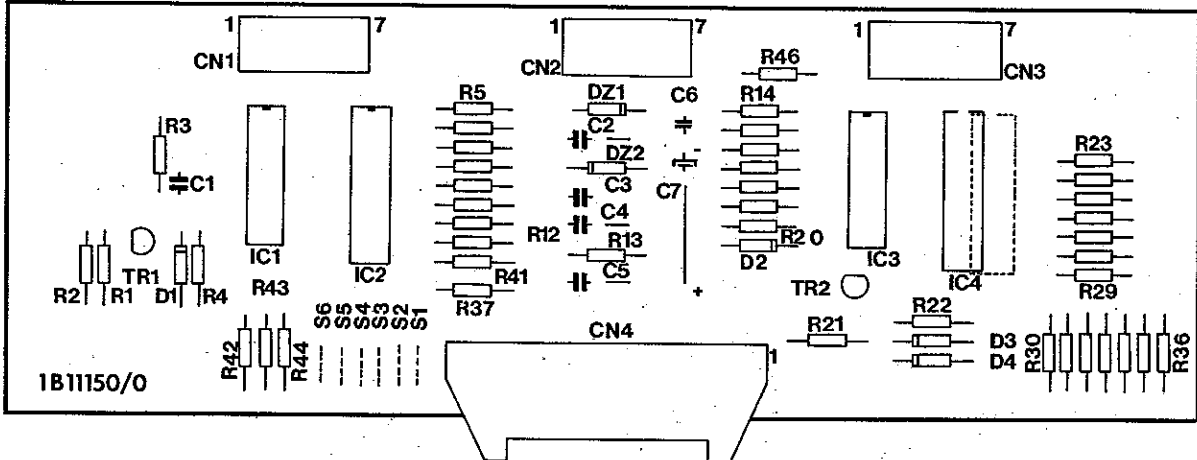 1 7
CN1
1 7
CN2
1 7
CN3
R46
R5
DZ1
C6
R14
R3
C2
R23
DZ2
C1
C3
C7
C4
R12
R13
R20
IC1
IC2
D2
IC3
TR1
C5
IC4
R2
R1
D1
R4
R43
R41
TR2
R29
R37
S6
S5
S4
S3
S2
S1
CN4
R22
R21
D3
1
R42
R44
D4
R30
R36
1B11150/0
-
+